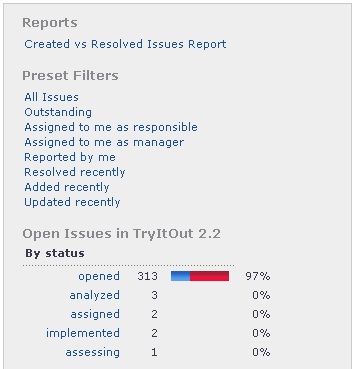 Reports
Created vs Resolved Issues Report
Preset Filters
All Issues
Outstanding
Assigned to me as responsible
Assigned to me as manager
Reported by me
Resolved recently
Added recently
Updated recently
Open Issues in TryItOut 2.2
By status
opened 313 97%
analyzed 3 0%
assigned 2 0%
implemented 2 0%
assessing 1 0%